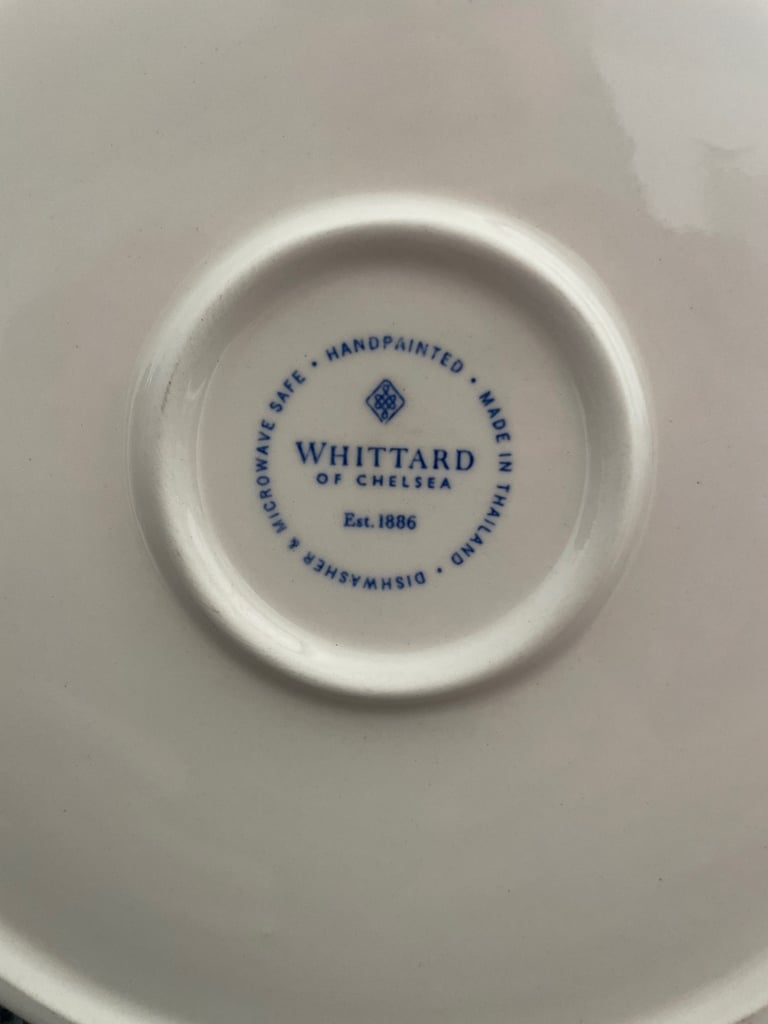 HANDPAINTED • MADE IN THAILAND • DISHWASHER & MICROWAVE SAFE •
WHITTARD
OF CHELSEA
Est. 1886